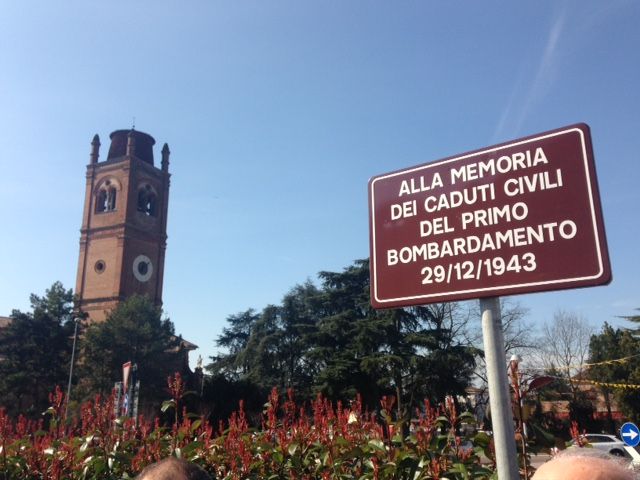 ALLA MEMORIA
DEI CADUTI CIVILI
DEL PRIMO
BOMBARDAMENTO
29/12/1943